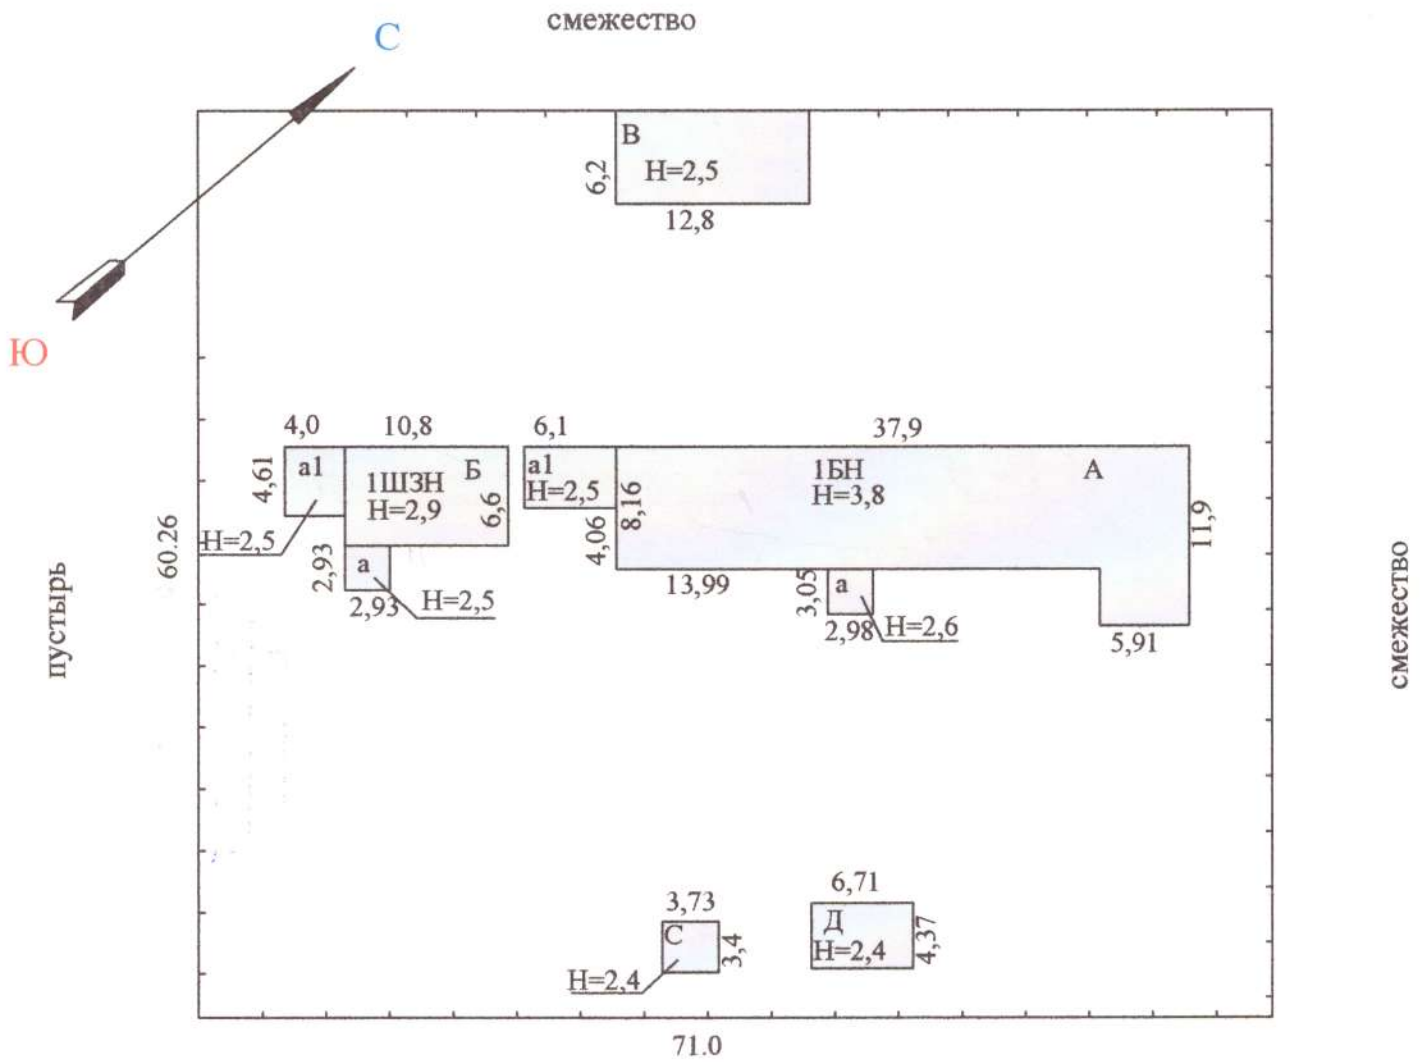 смежество
С
В
H=2,5
6,2
12,8
Ю
4,0
10,8
6,1
37,9
4,61
а1
Б
1ШЗН
H=2,9
6,6
а1
H=2,5
4,06
8,16
1БН
H=3,8
А
11,9
H=2,5
60.26
2,93
а
2,93
H=2,5
13,99
3,05
а
2,98
H=2,6
5,91
пустырь
смежество
3,73
С
3,4
H=2,4
6,71
Д
H=2,4
4,37
71.0